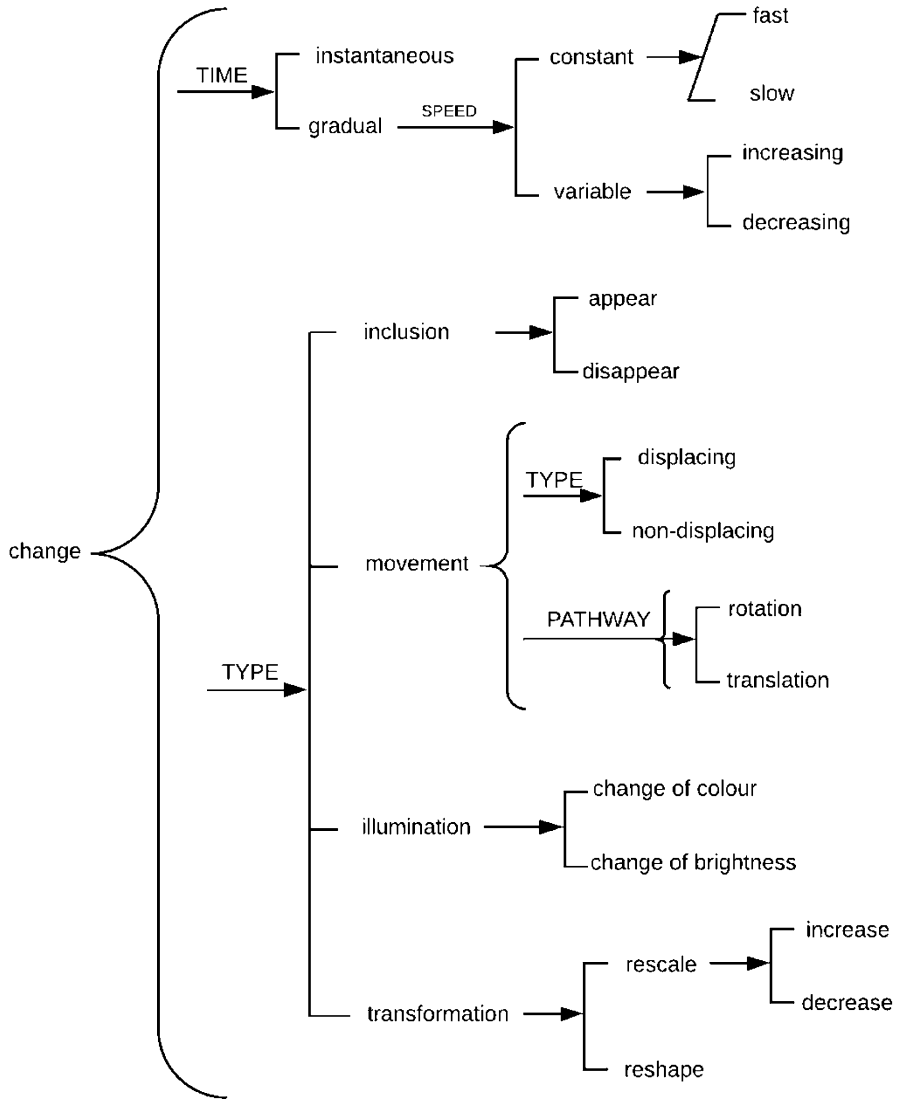 fast
instantaneous
constant
TIME
slow
SPEED
gradual
increasing
variable
decreasing
appear
inclusion
disappear
displacing
TYPE
non-displacing
change
movement
rotation
PATHWAY
TYPE
translation
change of colour
illumination
change of brightness
increase
rescale
decrease
transformation
reshape